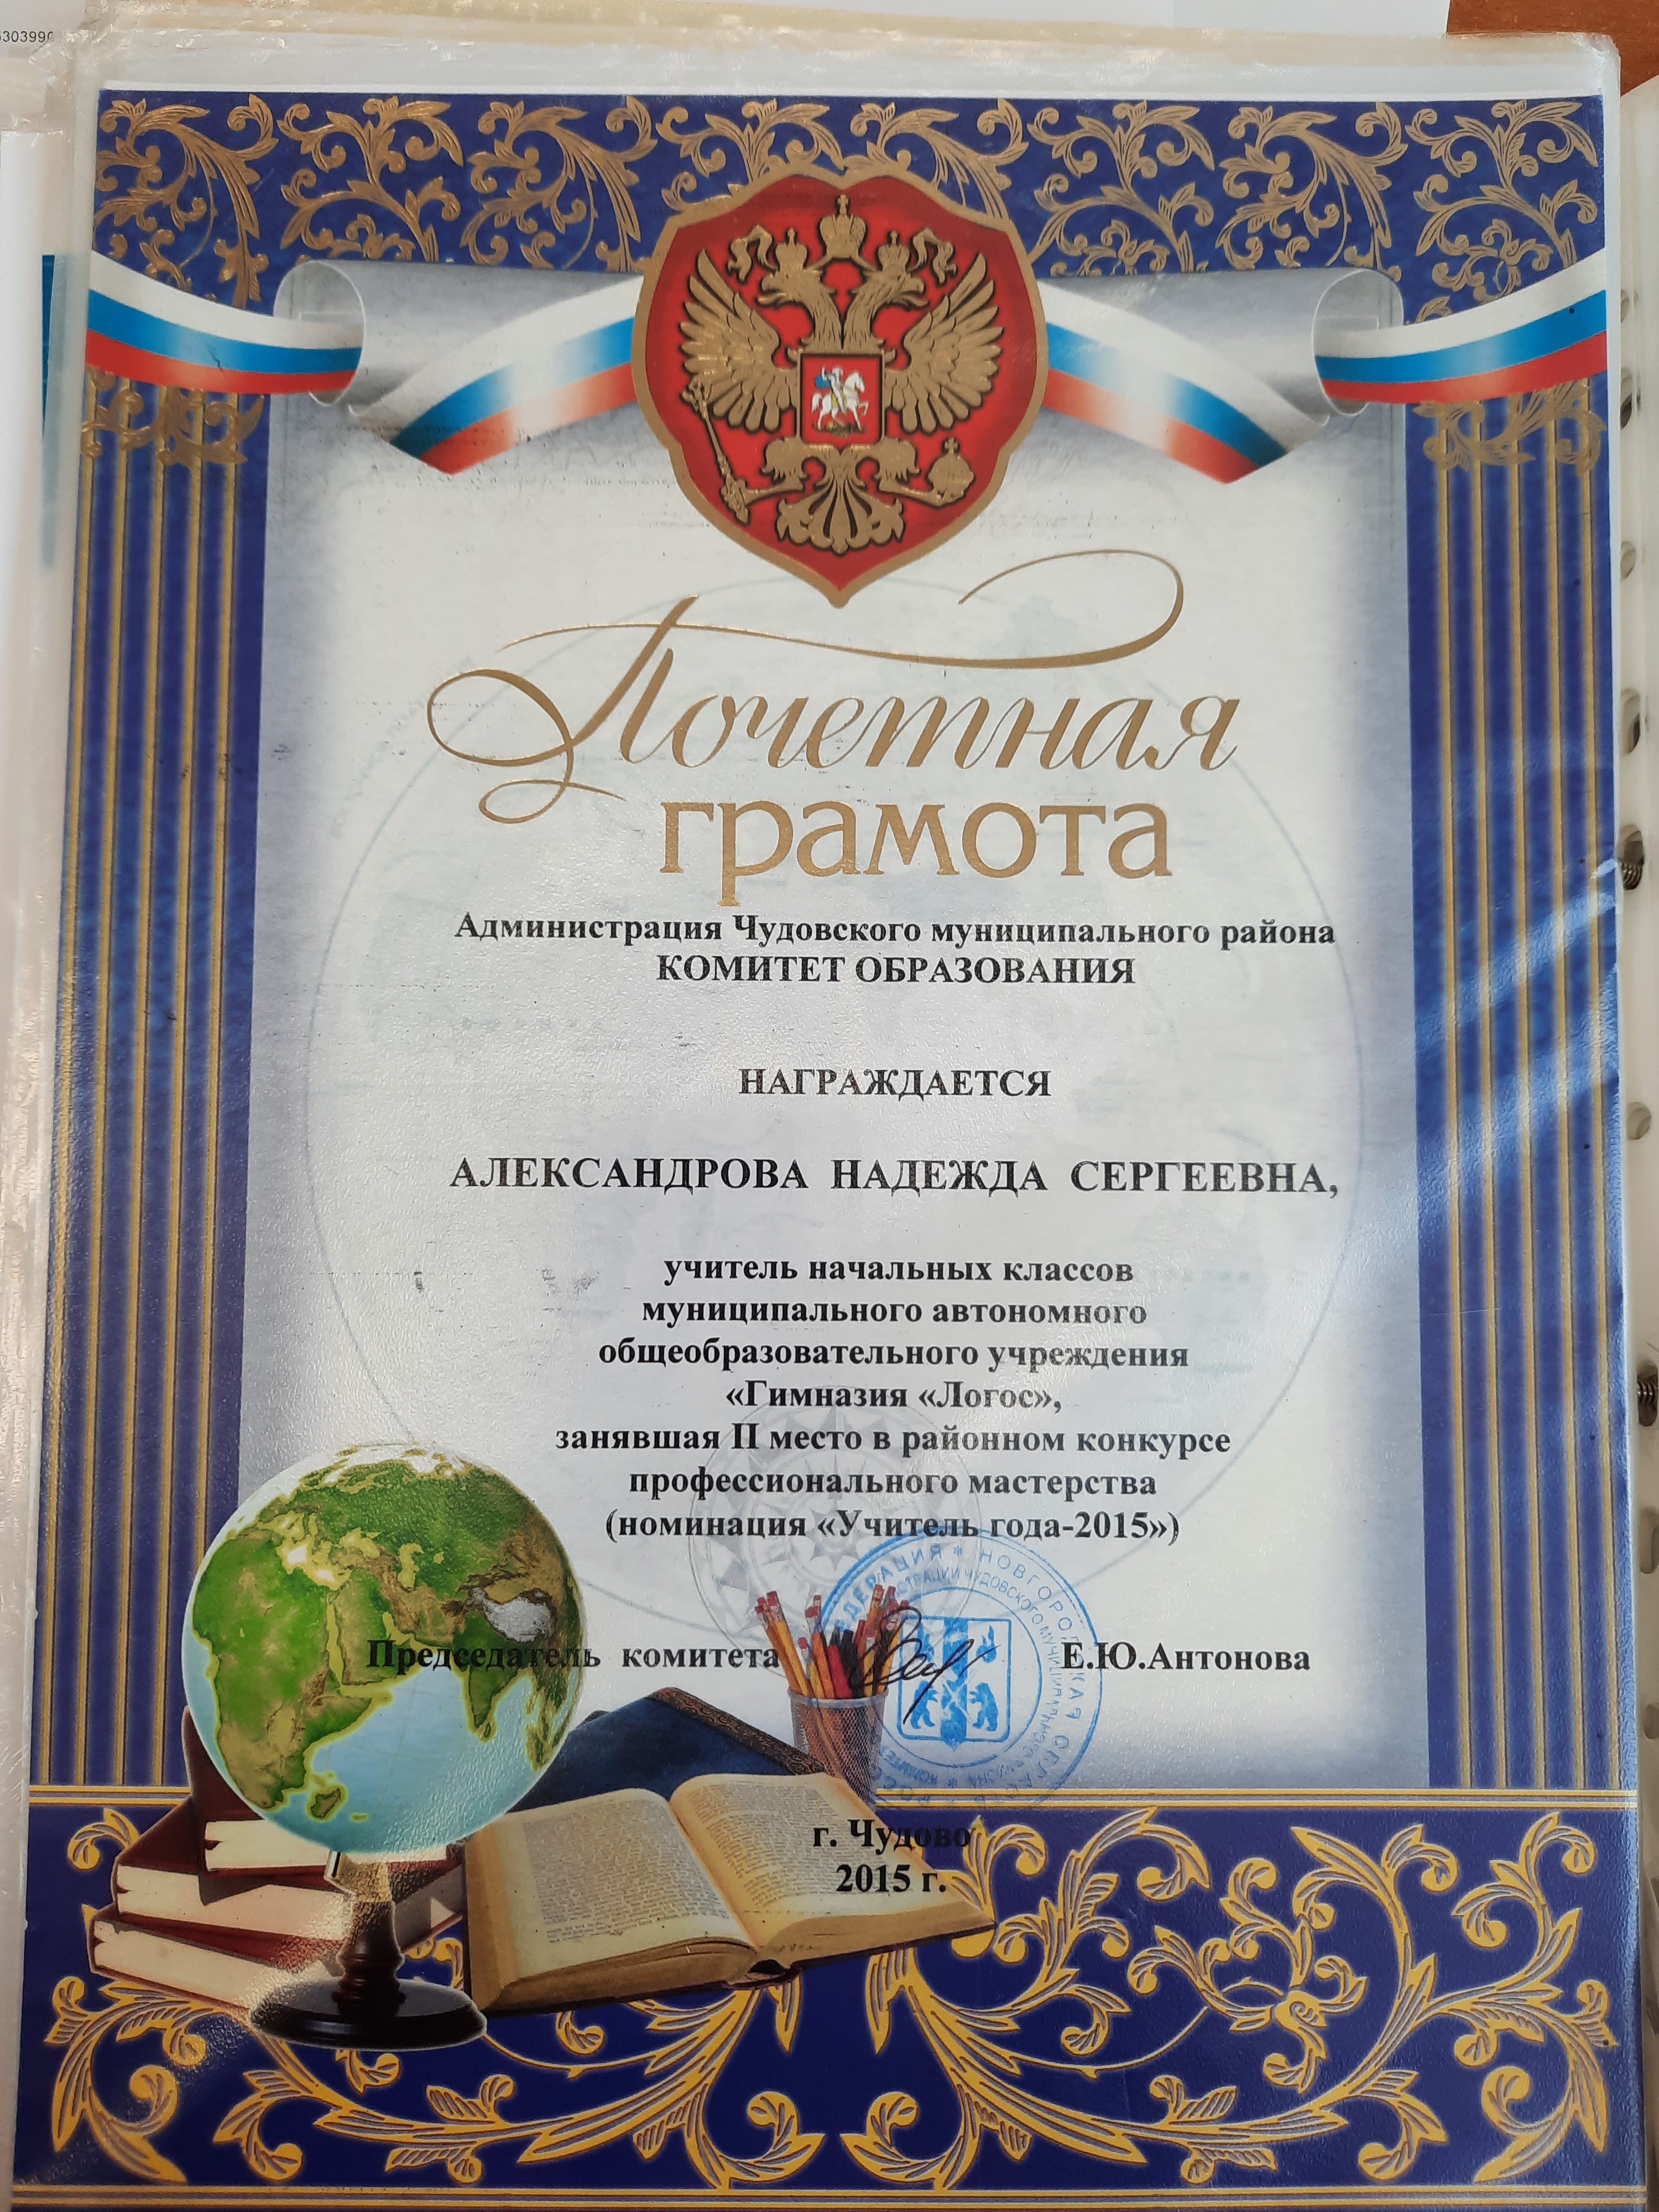 Почетная
грамота
Администрация Чудовского муниципального района
КОМИТЕТ ОБРАЗОВАНИЯ
НАГРАЖДАЕТСЯ
АЛЕКСАНДРОВА НАДЕЖДА СЕРГЕЕВНА,
учитель начальных классов
муниципального автономного
общеобразовательного учреждения
«Гимназия «Логос»,
занявшая II место в районном конкурсе
профессионального мастерства
(номинация «Учитель года-2015»)
Председатель комитета Е.Ю.Антонова
г. Чудово
2015 г.